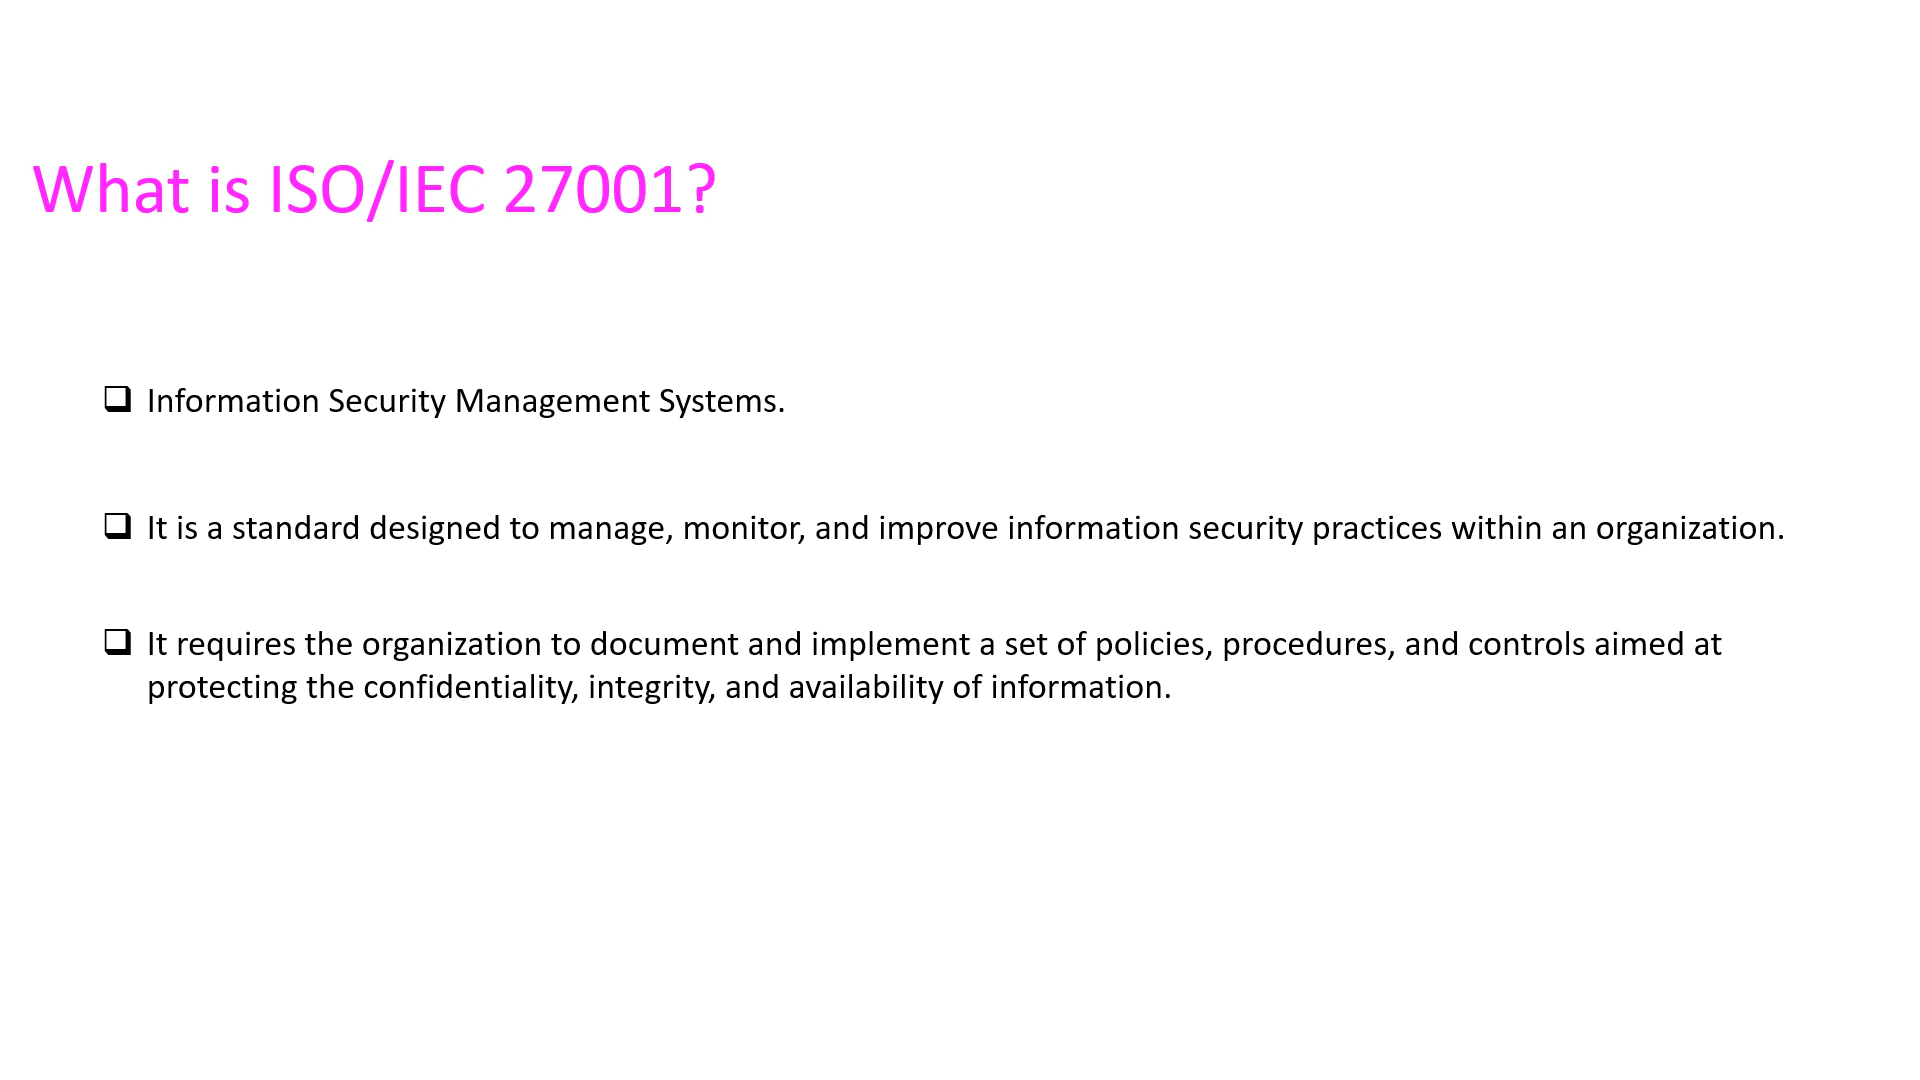 What is ISO/IEC 27001?
❑ Information Security Management Systems.
❑ It is a standard designed to manage, monitor, and improve information security practices within an organization.
❑ It requires the organization to document and implement a set of policies, procedures, and controls aimed at
protecting the confidentiality, integrity, and availability of information.